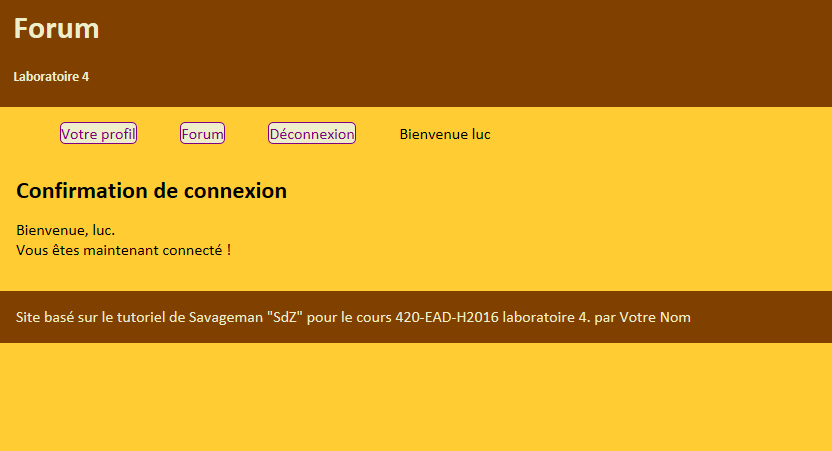 Forum
Laboratoire 4
Votre profil Forum Déconnexion Bienvenue luc
Confirmation de connexion
Bienvenue, luc.
Vous êtes maintenant connecté !
Site basé sur le tutoriel de Savageman "SdZ" pour le cours 420-EAD-H2016 laboratoire 4. par Votre Nom